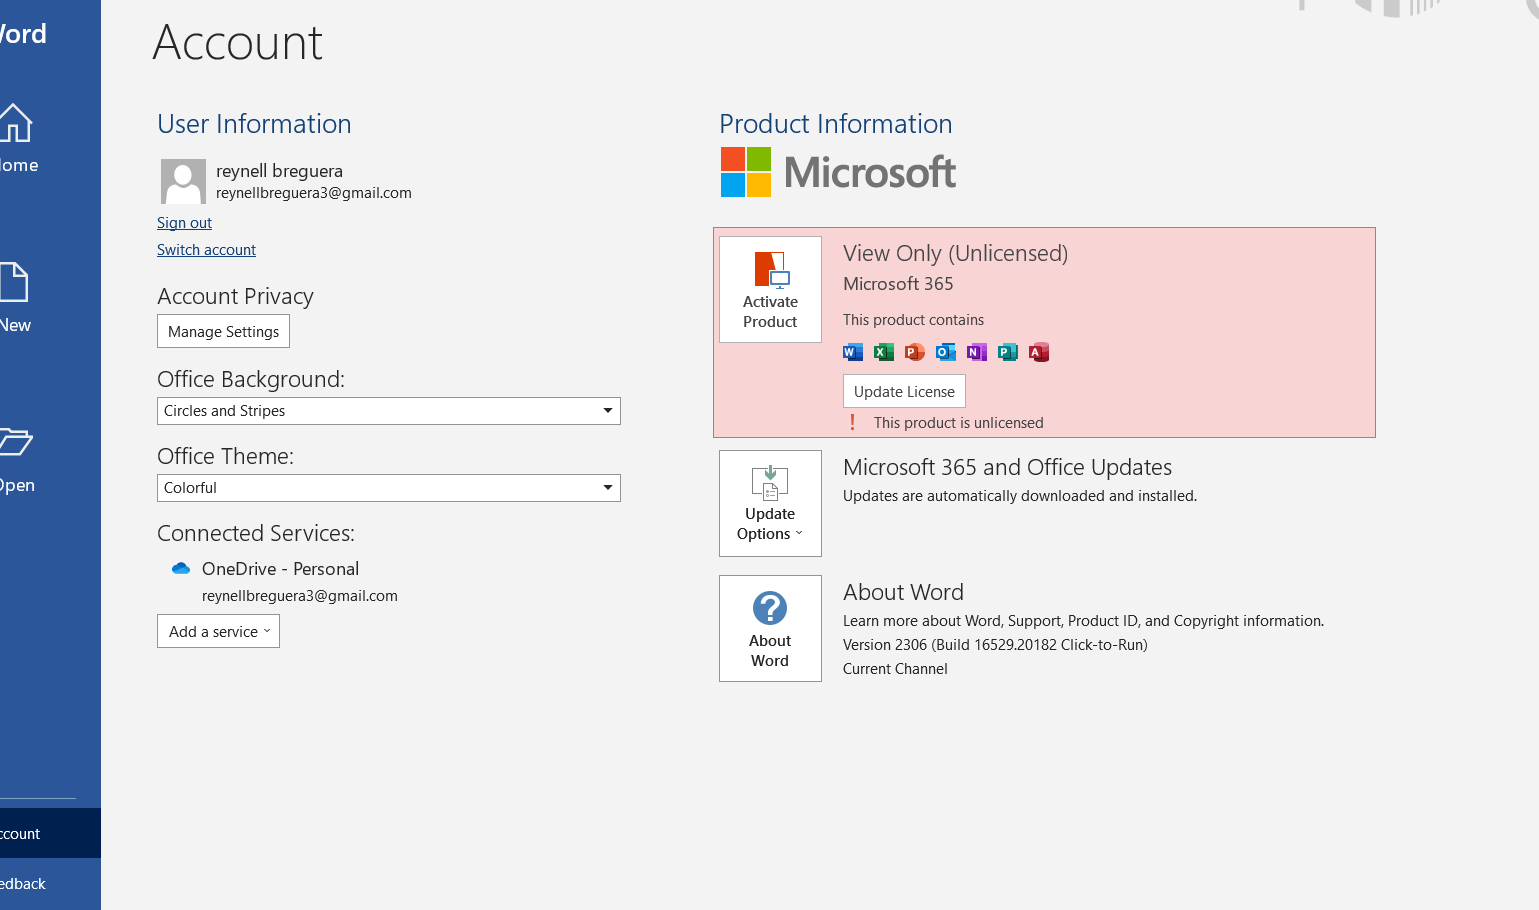 Word
Account
Home
New
Open
Account
Feedback
User Information
reynell breguera
reynellbreguera3@gmail.com
Sign out
Switch account
Account Privacy
Manage Settings
Office Background:
Circles and Stripes
Office Theme:
Colorful
Connected Services:
OneDrive - Personal
reynellbreguera3@gmail.com
Add a service
Product Information
Microsoft
Activate
Product
View Only (Unlicensed)
Microsoft 365
This product contains
W X P O N P A
Update License
! This product is unlicensed
Update
Options
Microsoft 365 and Office Updates
Updates are automatically downloaded and installed.
?
About
Word
About Word
Learn more about Word, Support, Product ID, and Copyright information.
Version 2306 (Build 16529.20182 Click-to-Run)
Current Channel